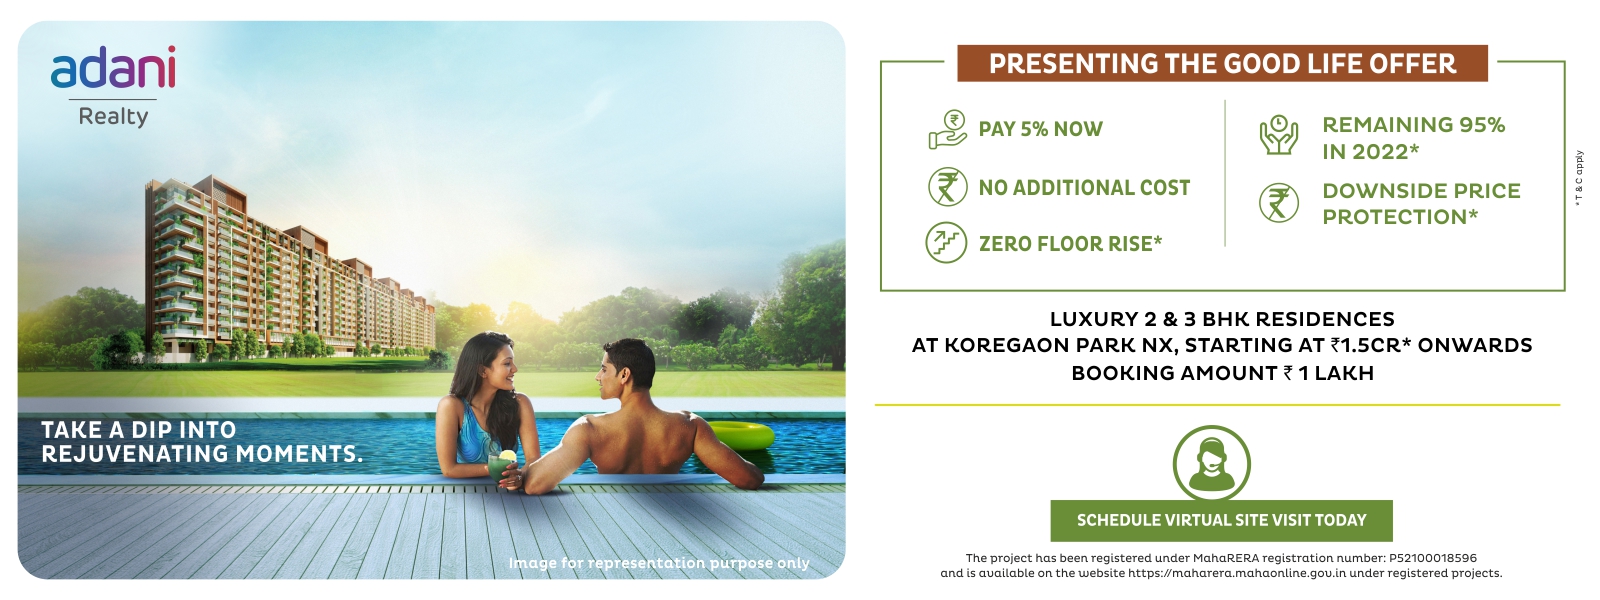 adani
Realty
TAKE A DIP INTO
REJUVENATING MOMENTS.
Image for representation purpose only
PRESENTING THE GOOD LIFE OFFER
PAY 5% NOW
NO ADDITIONAL COST
ZERO FLOOR RISE*
REMAINING 95%
IN 2022*
DOWNSIDE PRICE
PROTECTION*
* T & C apply
LUXURY 2 & 3 BHK RESIDENCES
AT KOREGAON PARK NX, STARTING AT ₹1.5CR* ONWARDS
BOOKING AMOUNT ₹ 1 LAKH
SCHEDULE VIRTUAL SITE VISIT TODAY
The project has been registered under MahaRERA registration number: P52100018596
and is available on the website https://maharera.mahaonline.gov.in under registered projects.